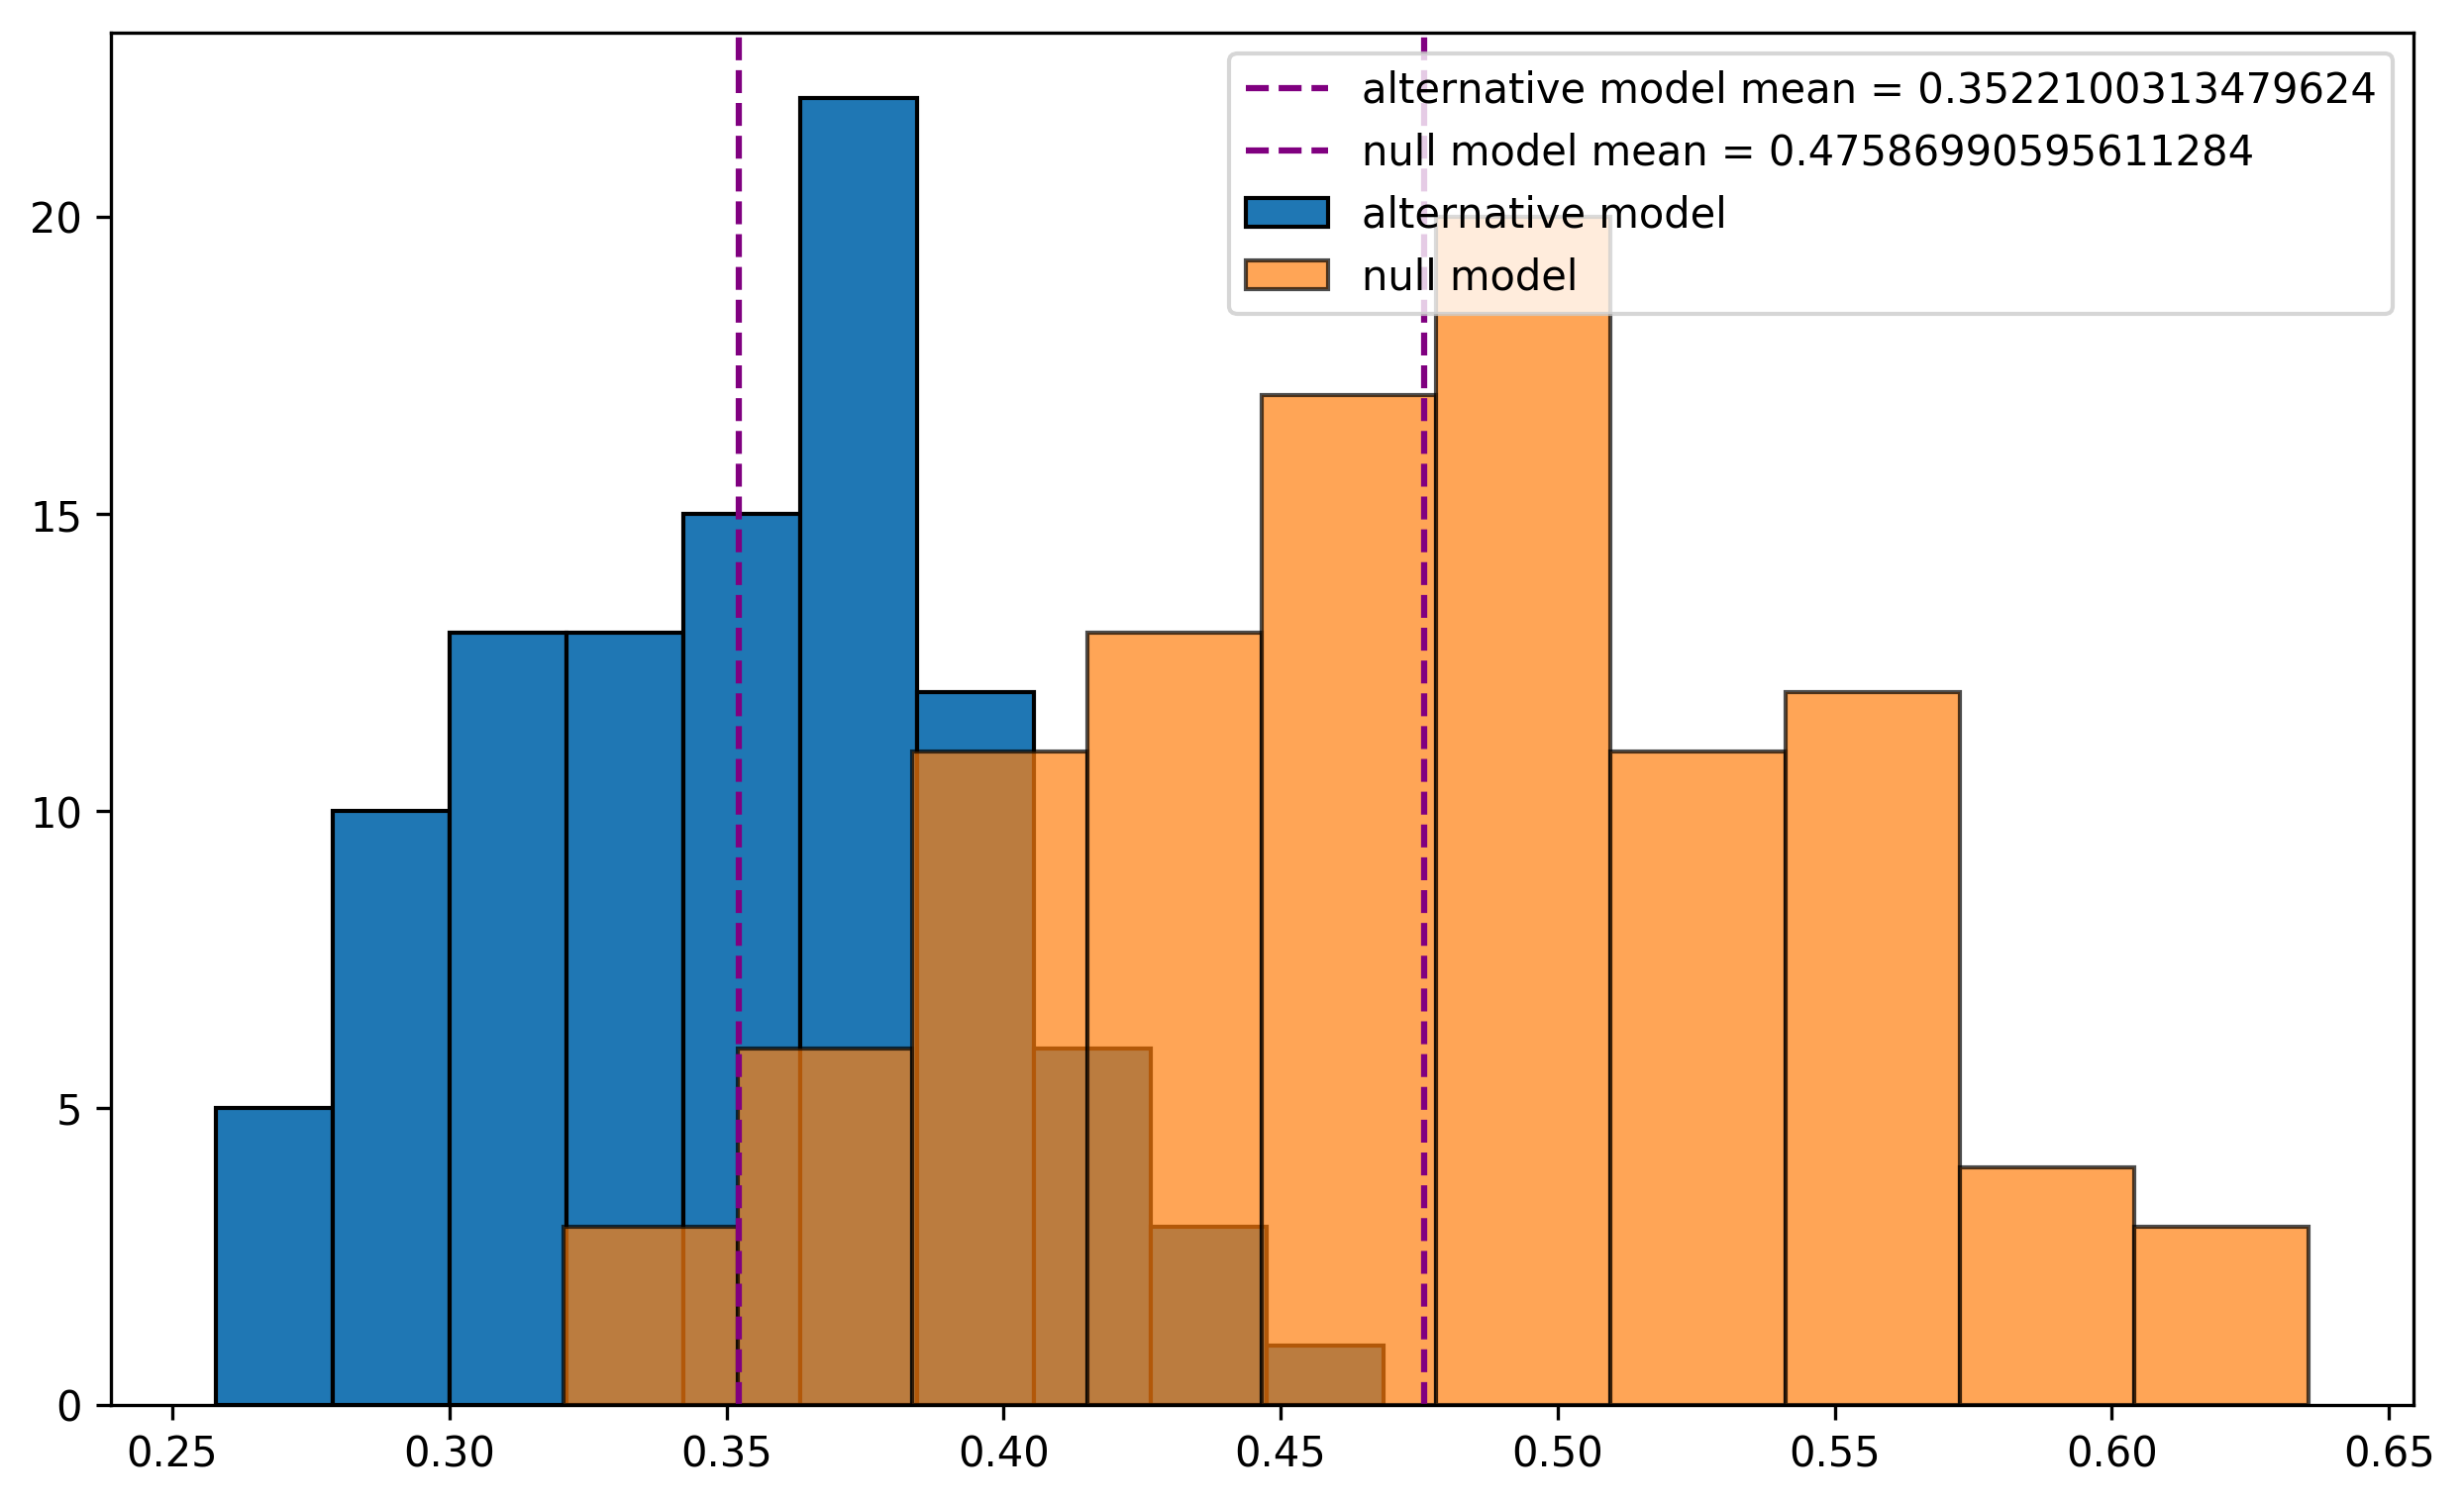 alternative model mean = 0.3522100313479624
null model mean = 0.47586990595611284
alternative model
null model
20
15
10
5
0
0.25 0.30 0.35 0.40 0.45 0.50 0.55 0.60 0.65